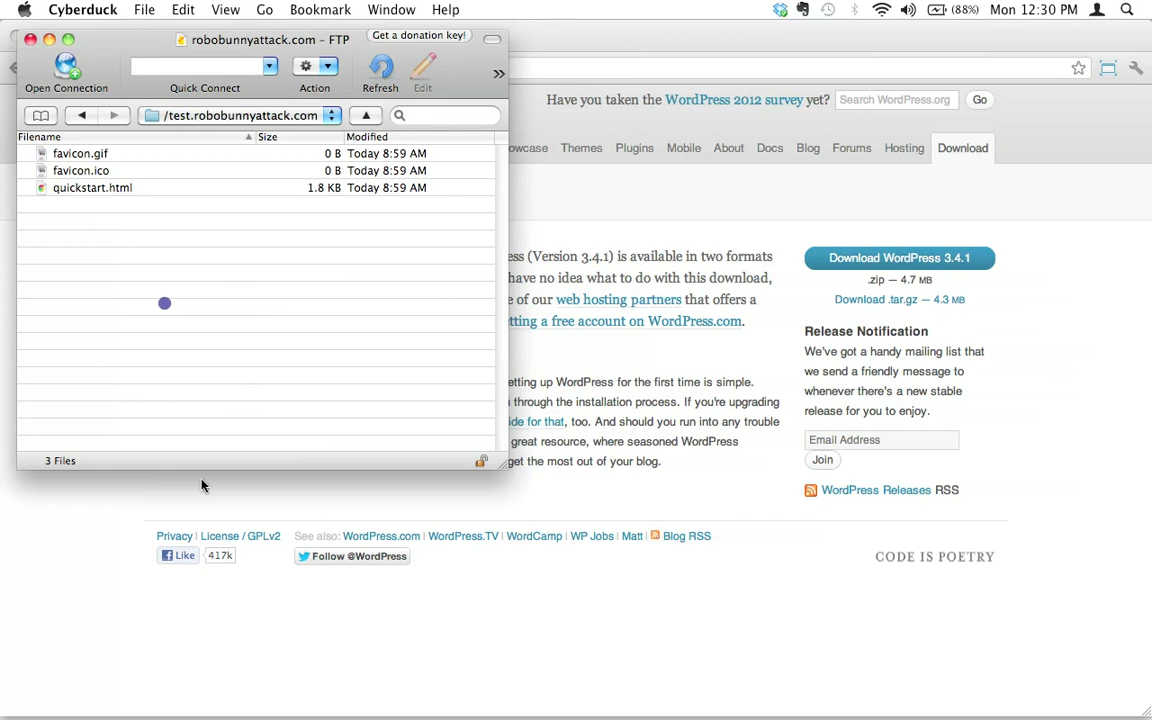 Cyberduck File Edit View Go Bookmark Window Help (88%) Mon 12:30 PM
robobunnyattack.com – FTP Get a donation key!
Open Connection Quick Connect Action Refresh Edit
/test.robobunnyattack.com
Filename Size Modified
favicon.gif 0 B Today 8:59 AM
favicon.ico 0 B Today 8:59 AM
quickstart.html 1.8 KB Today 8:59 AM
3 Files
Have you taken the WordPress 2012 survey yet? Search WordPress.org Go
owcase Themes Plugins Mobile About Docs Blog Forums Hosting Download
ess (Version 3.4.1) is available in two formats
have no idea what to do with this download,
e of our web hosting partners that offers a
tting a free account on WordPress.com.
etting up WordPress for the first time is simple.
through the installation process. If you're upgrading
ide for that, too. And should you run into any trouble
great resource, where seasoned WordPress
get the most out of your blog.
Download WordPress 3.4.1
.zip — 4.7 MB
Download .tar.gz — 4.3 MB
Release Notification
We've got a handy mailing list that
we send a friendly message to
whenever there's a new stable
release for you to enjoy.
Email Address
Join
WordPress Releases RSS
Privacy License / GPLv2 See also: WordPress.com WordPress.TV WordCamp WP Jobs Matt Blog RSS
Like 417k Follow @WordPress
CODE IS POETRY